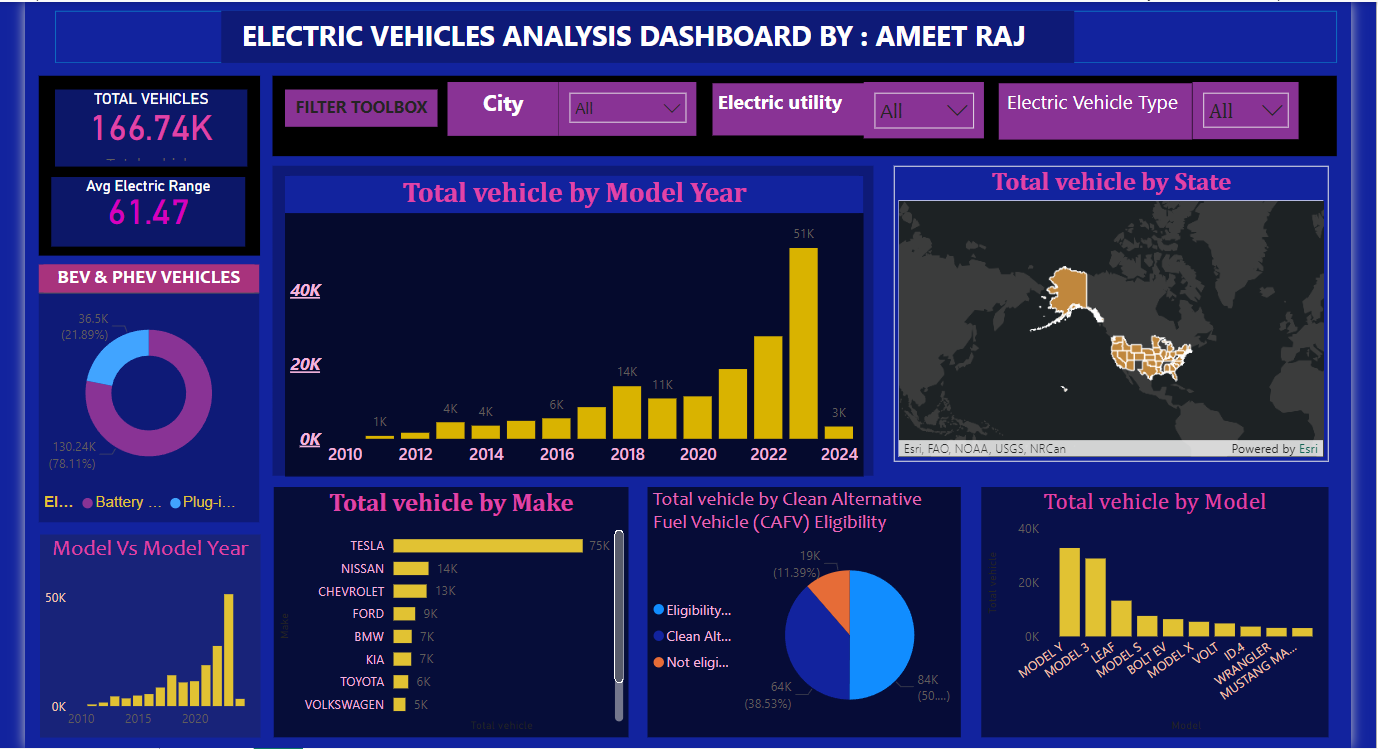 ELECTRIC VEHICLES ANALYSIS DASHBOARD BY : AMEET RAJ
TOTAL VEHICLES
166.74K
Avg Electric Range
61.47
FILTER TOOLBOX
City
All
Electric utility
All
Electric Vehicle Type
All
BEV & PHEV VEHICLES
36.5K
(21.89%)
130.24K
(78.11%)
El...
Battery ...
Plug-i...
Total vehicle by Model Year
40K
20K
0K
1K
4K
4K
6K
14K
11K
51K
3K
2010
2012
2014
2016
2018
2020
2022
2024
Total vehicle by State
Esri, FAO, NOAA, USGS, NRCan
Powered by Esri
Model Vs Model Year
50K
0K
2010
2015
2020
Total vehicle by Make
Make
TESLA 75K
NISSAN 14K
CHEVROLET 13K
FORD 9K
BMW 7K
KIA 7K
TOYOTA 6K
VOLKSWAGEN 5K
Total vehicle
Total vehicle by Clean Alternative
Fuel Vehicle (CAFV) Eligibility
Eligibility...
Clean Alt...
Not eligi...
19K
(11.39%)
64K
(38.53%)
84K
(50....)
Total vehicle by Model
Total vehicle
40K
20K
0K
MODEL Y
MODEL 3
LEAF
MODEL S
BOLT EV
MODEL X
VOLT
ID.4
WRANGLER
MUSTANG MA...
Model